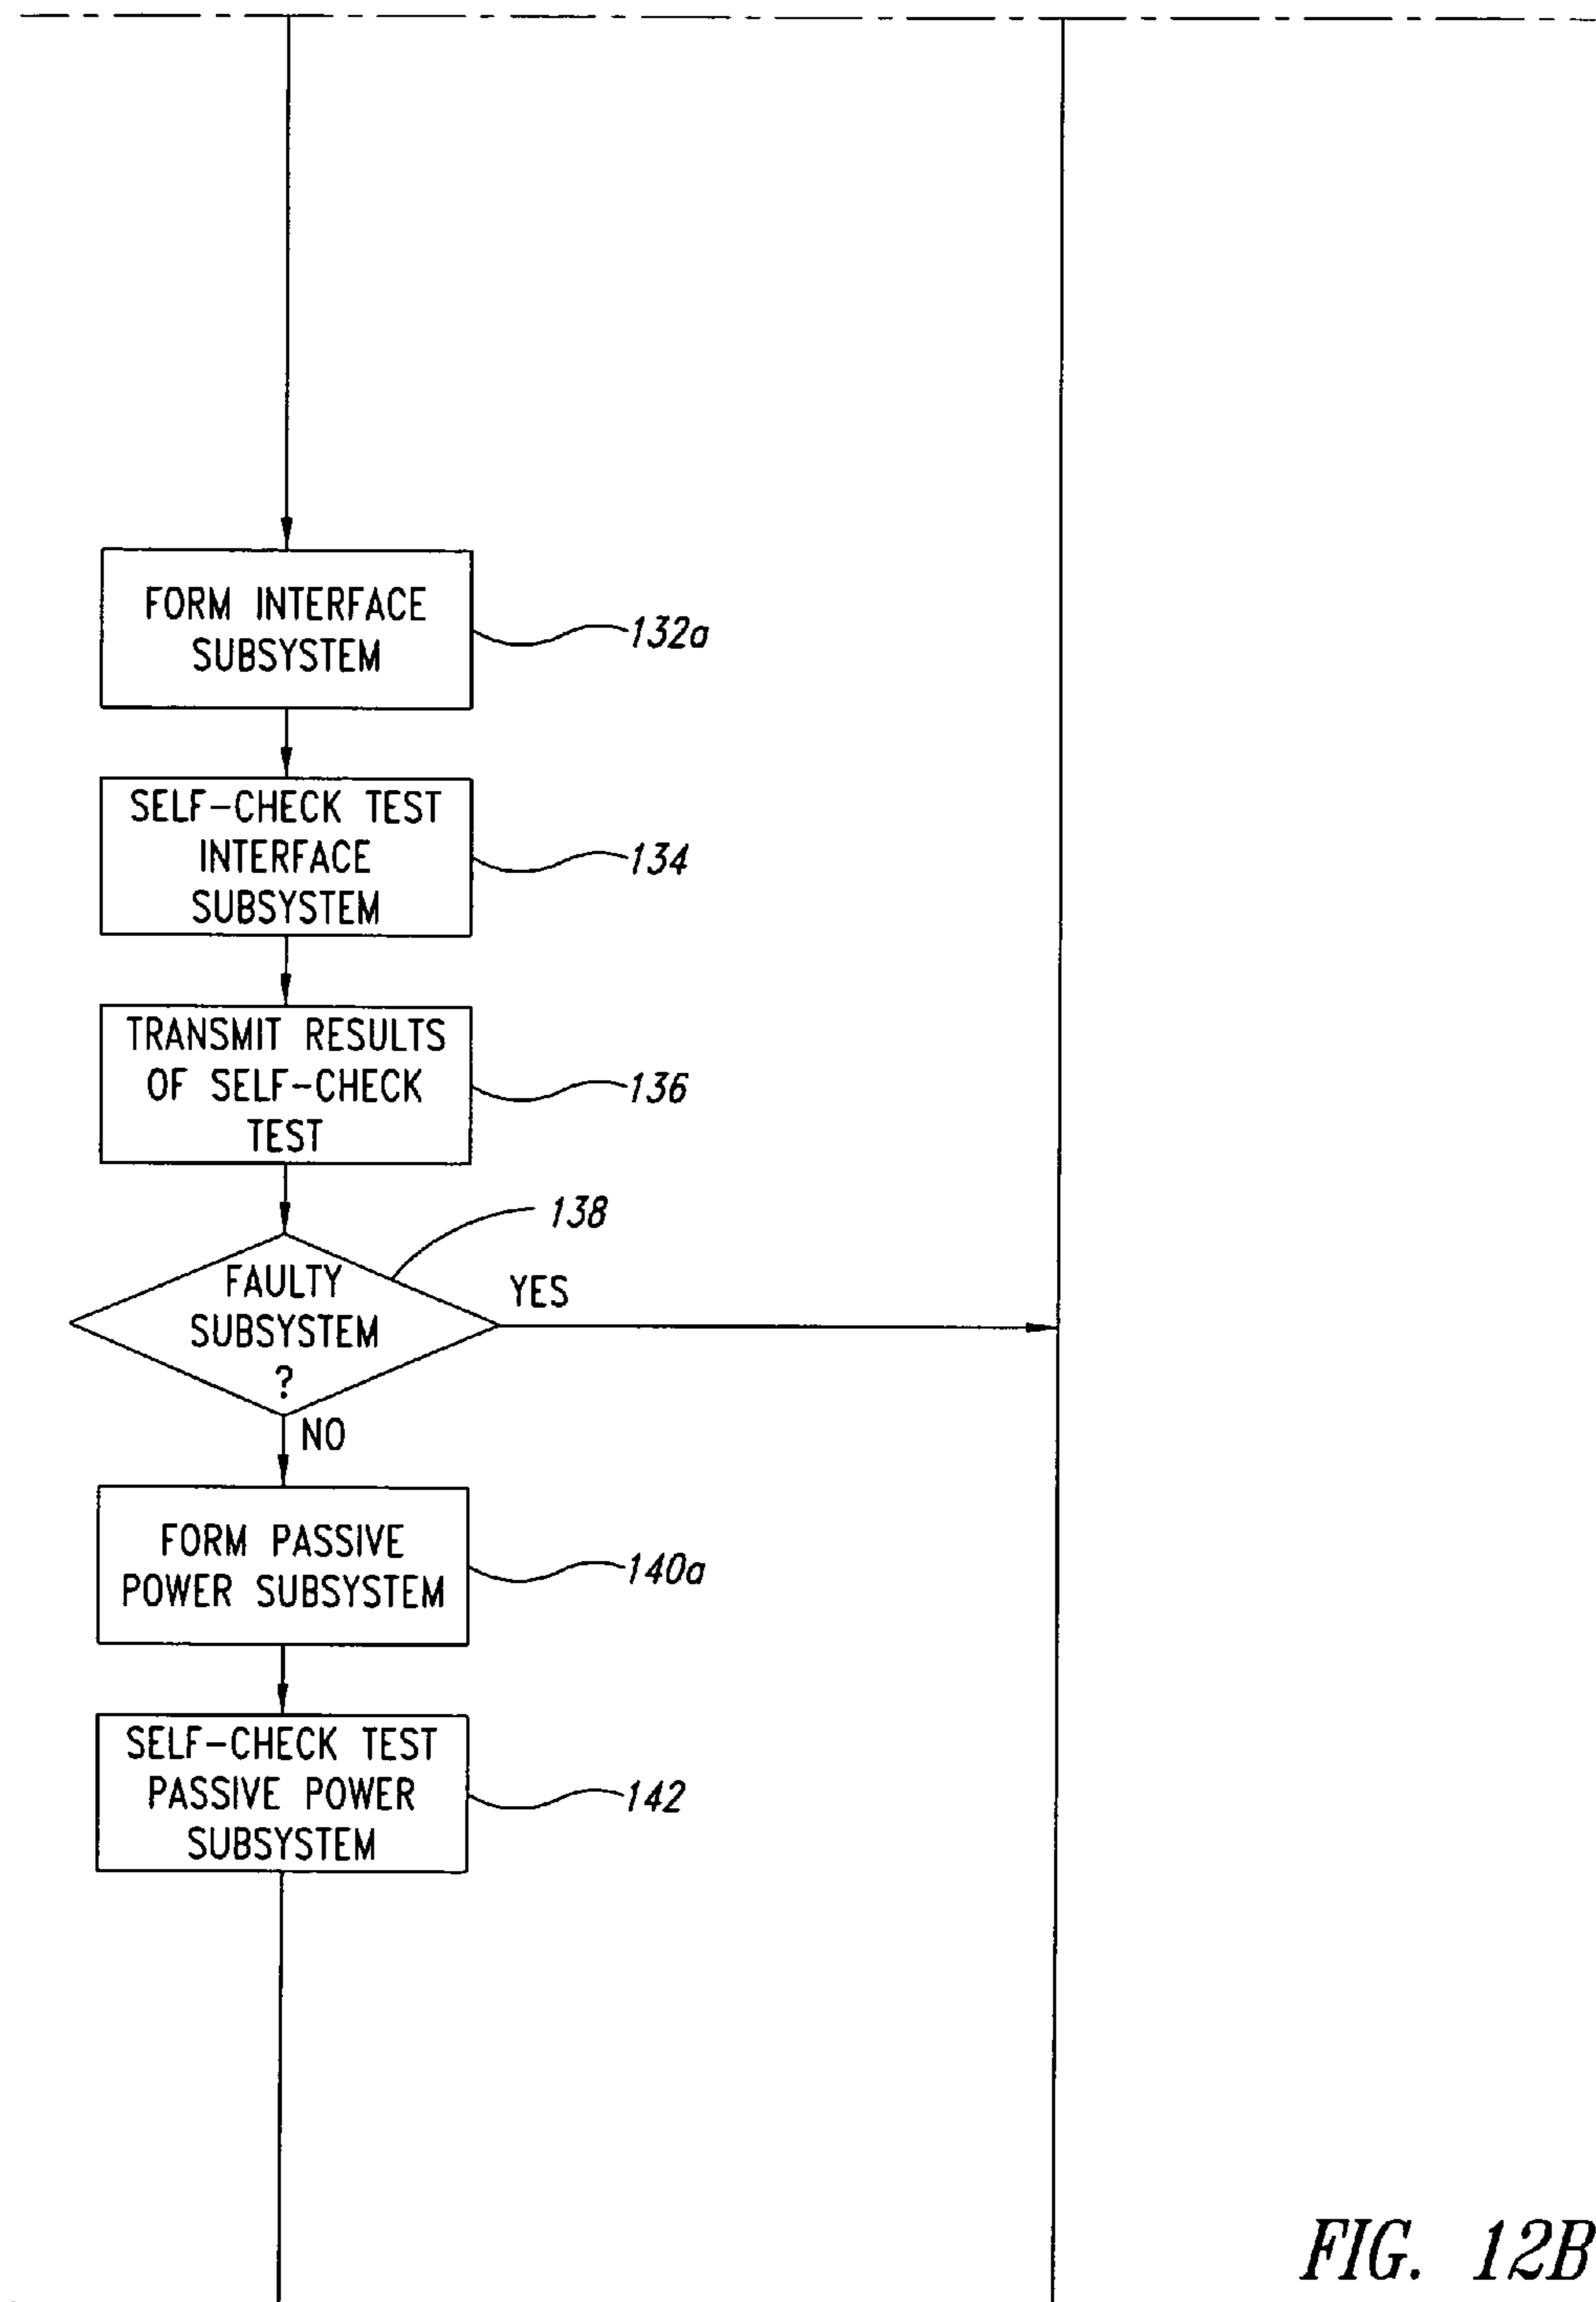 FORM INTERFACE
SUBSYSTEM
132a
SELF-CHECK TEST
INTERFACE
SUBSYSTEM
134
TRANSMIT RESULTS
OF SELF-CHECK
TEST
136
138
FAULTY
SUBSYSTEM
?
YES
NO
FORM PASSIVE
POWER SUBSYSTEM
140a
SELF-CHECK TEST
PASSIVE POWER
SUBSYSTEM
142
FIG. 12B